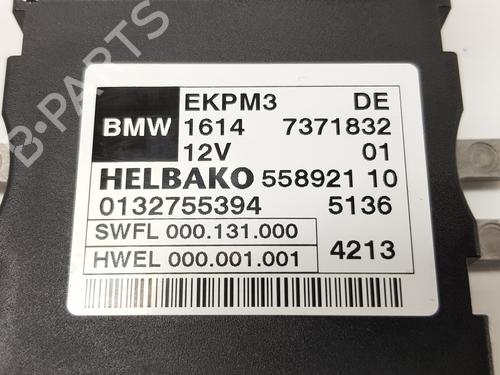 B-PARTS
EKPM3 DE
BMW 1614 7371832
12V 01
HELBAKO 558921 10
0132755394 5136
SWFL 000.131.000
HWEL 000.001.001 4213
B-PARTS